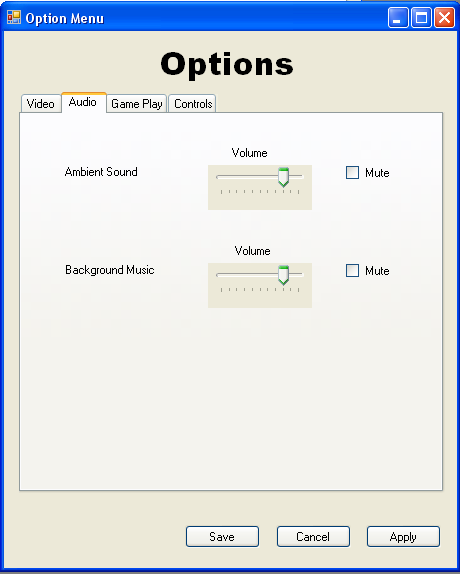 Option Menu
Options
Video Audio Game Play Controls
Volume
Ambient Sound Mute
Volume
Background Music Mute
Save Cancel Apply